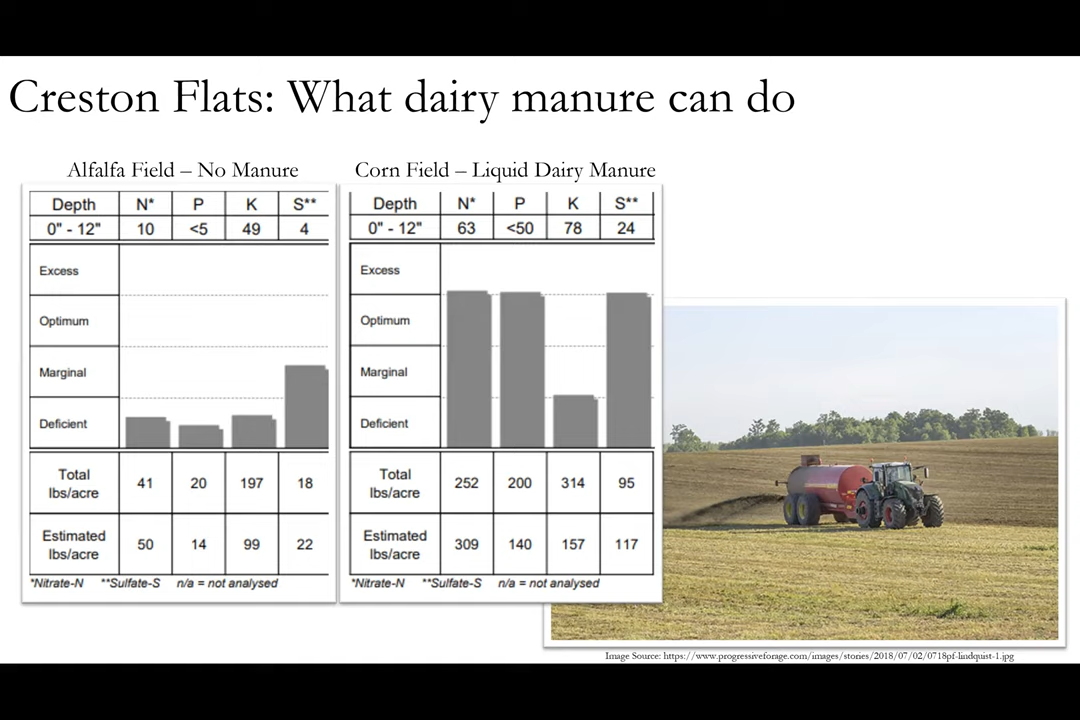 Creston Flats: What dairy manure can do
Alfalfa Field – No Manure
Depth N* P K S**
0" - 12" 10 <5 49 4
Excess
Optimum
Marginal
Deficient
Total lbs/acre 41 20 197 18
Estimated lbs/acre 50 14 99 22
*Nitrate-N **Sulfate-S n/a = not analysed
Corn Field – Liquid Dairy Manure
Depth N* P K S**
0" - 12" 63 <50 78 24
Excess
Optimum
Marginal
Deficient
Total lbs/acre 252 200 314 95
Estimated lbs/acre 309 140 157 117
*Nitrate-N **Sulfate-S n/a = not analysed
Image Source: https://www.progressiveforage.com/images/stories/2018/07/02/0718pf-lindquist-1.jpg